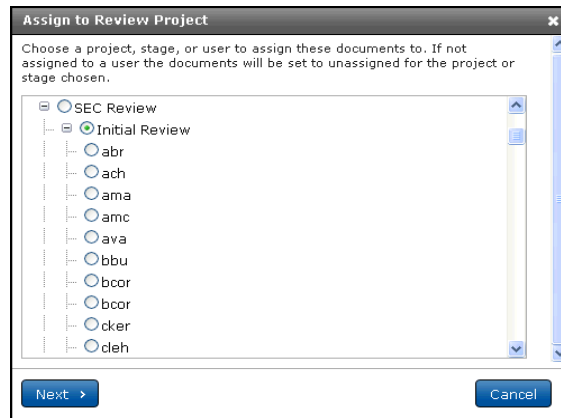 Assign to Review Project
Choose a project, stage, or user to assign these documents to. If not
assigned to a user the documents will be set to unassigned for the project or
stage chosen.
SEC Review
Initial Review
abr
ach
ama
amc
ava
bbu
bcor
bcor
cker
cleh
Next >
Cancel